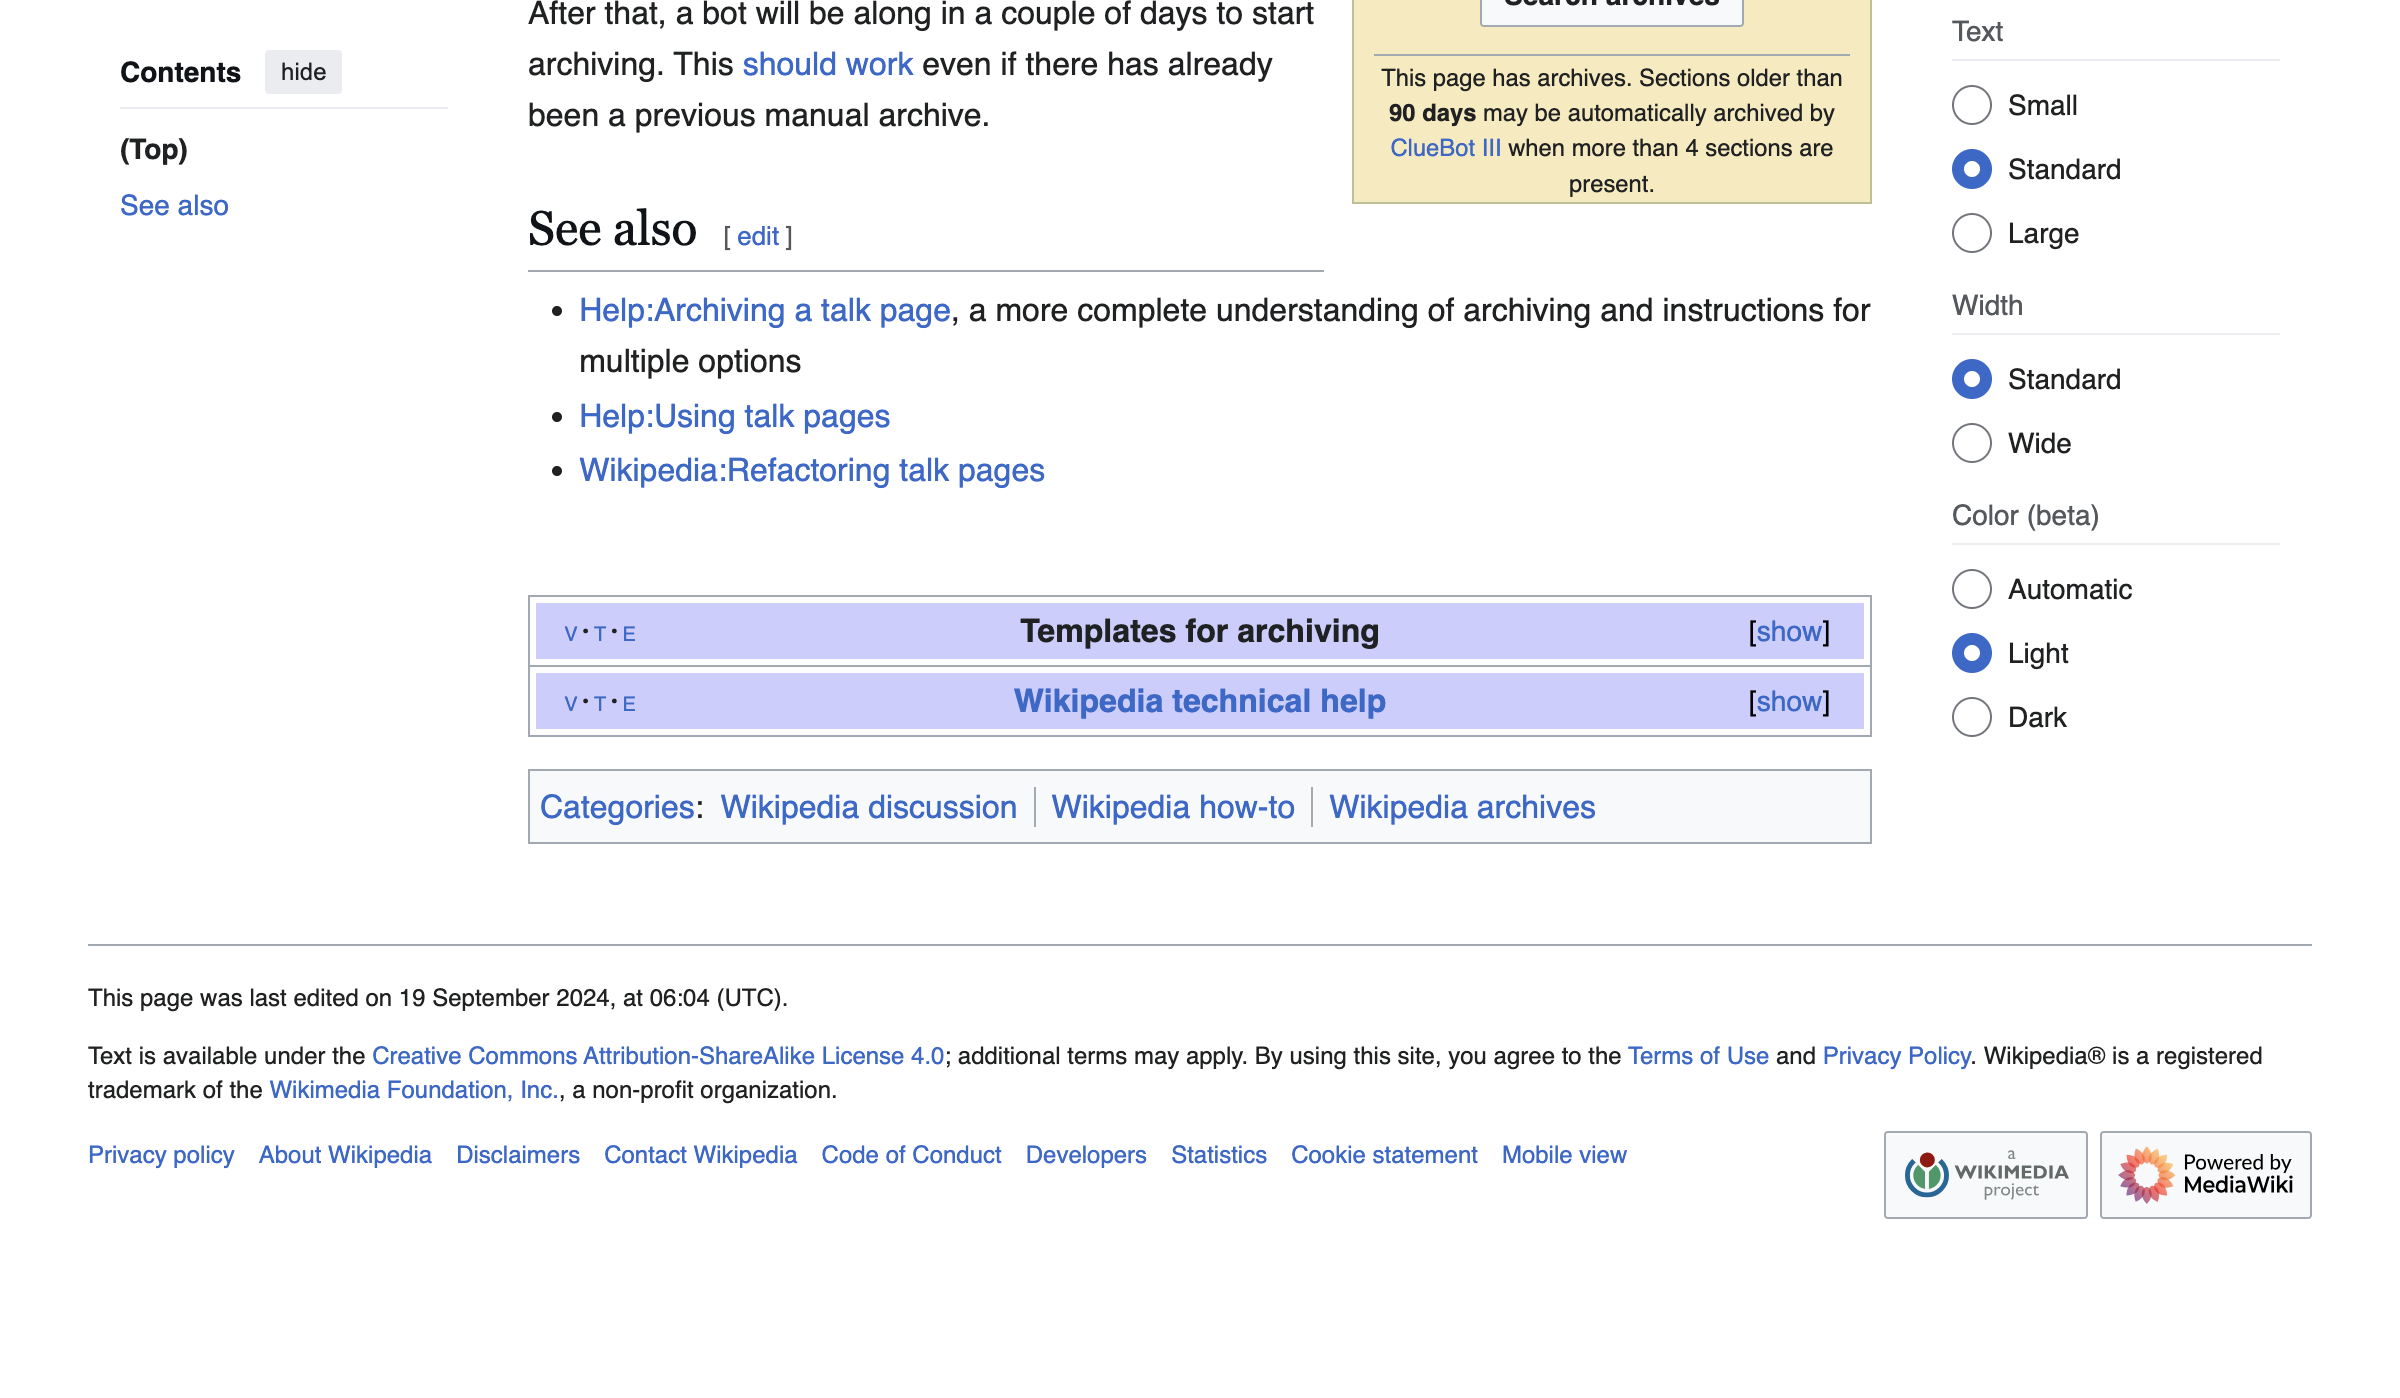 Contents hide
(Top)
See also
After that, a bot will be along in a couple of days to start
archiving. This should work even if there has already
been a previous manual archive.
Search archives
This page has archives. Sections older than
90 days may be automatically archived by
ClueBot III when more than 4 sections are
present.
See also [ edit ]
• Help:Archiving a talk page, a more complete understanding of archiving and instructions for
multiple options
• Help:Using talk pages
• Wikipedia:Refactoring talk pages
V · T · E Templates for archiving [show]
V · T · E Wikipedia technical help [show]
Categories: Wikipedia discussion | Wikipedia how-to | Wikipedia archives
Text
Small
Standard
Large
Width
Standard
Wide
Color (beta)
Automatic
Light
Dark
This page was last edited on 19 September 2024, at 06:04 (UTC).
Text is available under the Creative Commons Attribution-ShareAlike License 4.0; additional terms may apply. By using this site, you agree to the Terms of Use and Privacy Policy. Wikipedia® is a registered
trademark of the Wikimedia Foundation, Inc., a non-profit organization.
Privacy policy About Wikipedia Disclaimers Contact Wikipedia Code of Conduct Developers Statistics Cookie statement Mobile view
a
WIKIMEDIA
project
Powered by
MediaWiki